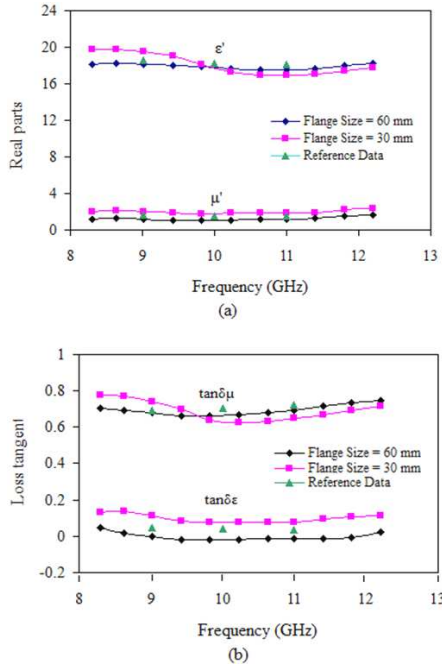 (a)
24
20
16
12
8
4
0
Real parts
ε'
Flange Size = 60 mm
Flange Size = 30 mm
Reference Data
μ'
8
9
10
11
12
13
Frequency (GHz)
(a)
1
0.8
0.6
0.4
0.2
0
-0.2
Loss tangent
tanδμ
Flange Size = 60 mm
Flange Size = 30 mm
Reference Data
tanδε
8
9
10
11
12
13
Frequency (GHz)
(b)